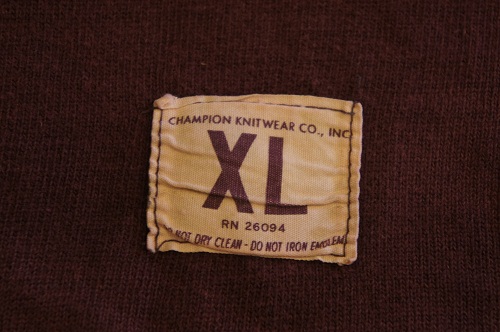 CHAMPION KNITWEAR CO., INC
XL
RN 26094
DO NOT DRY CLEAN - DO NOT IRON EMBLEM